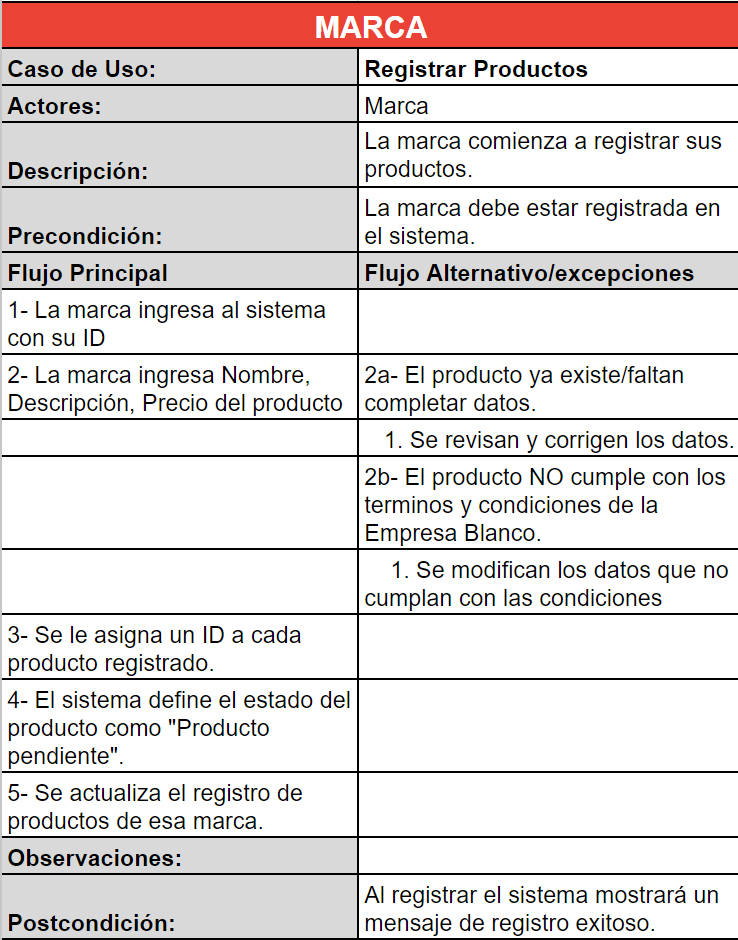 MARCA
Caso de Uso:
Registrar Productos
Actores:
Marca
Descripción:
La marca comienza a registrar sus
productos.
Precondición:
La marca debe estar registrada en
el sistema.
Flujo Principal
Flujo Alternativo/excepciones
1- La marca ingresa al sistema
con su ID
2- La marca ingresa Nombre,
Descripción, Precio del producto
2a- El producto ya existe/faltan
completar datos.
1. Se revisan y corrigen los datos.
2b- El producto NO cumple con los
terminos y condiciones de la
Empresa Blanco.
1. Se modifican los datos que no
cumplan con las condiciones
3- Se le asigna un ID a cada
producto registrado.
4- El sistema define el estado del
producto como "Producto
pendiente".
5- Se actualiza el registro de
productos de esa marca.
Observaciones:
Postcondición:
Al registrar el sistema mostrará un
mensaje de registro exitoso.